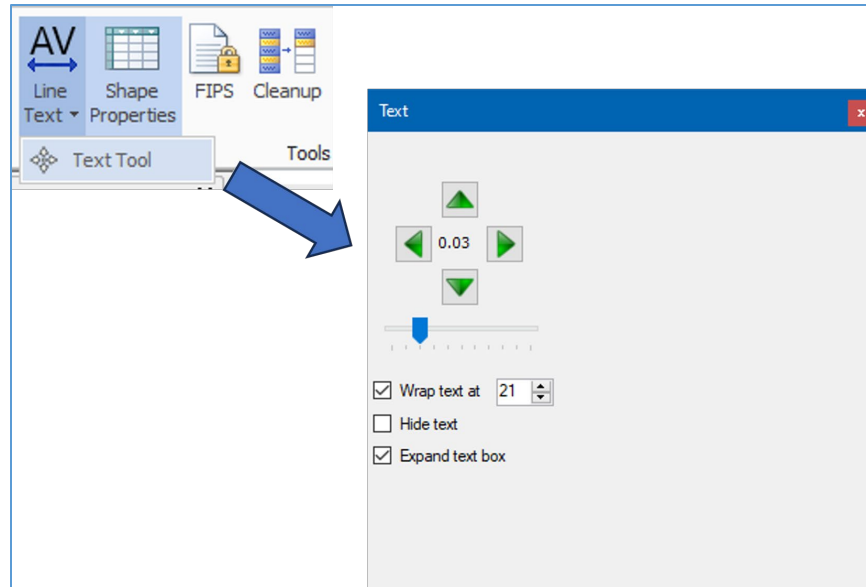 AV
Line
Text
Shape
Properties
FIPS
Cleanup
Text Tool
Tools
Text
x
0.03
Wrap text at 21
Hide text
Expand text box